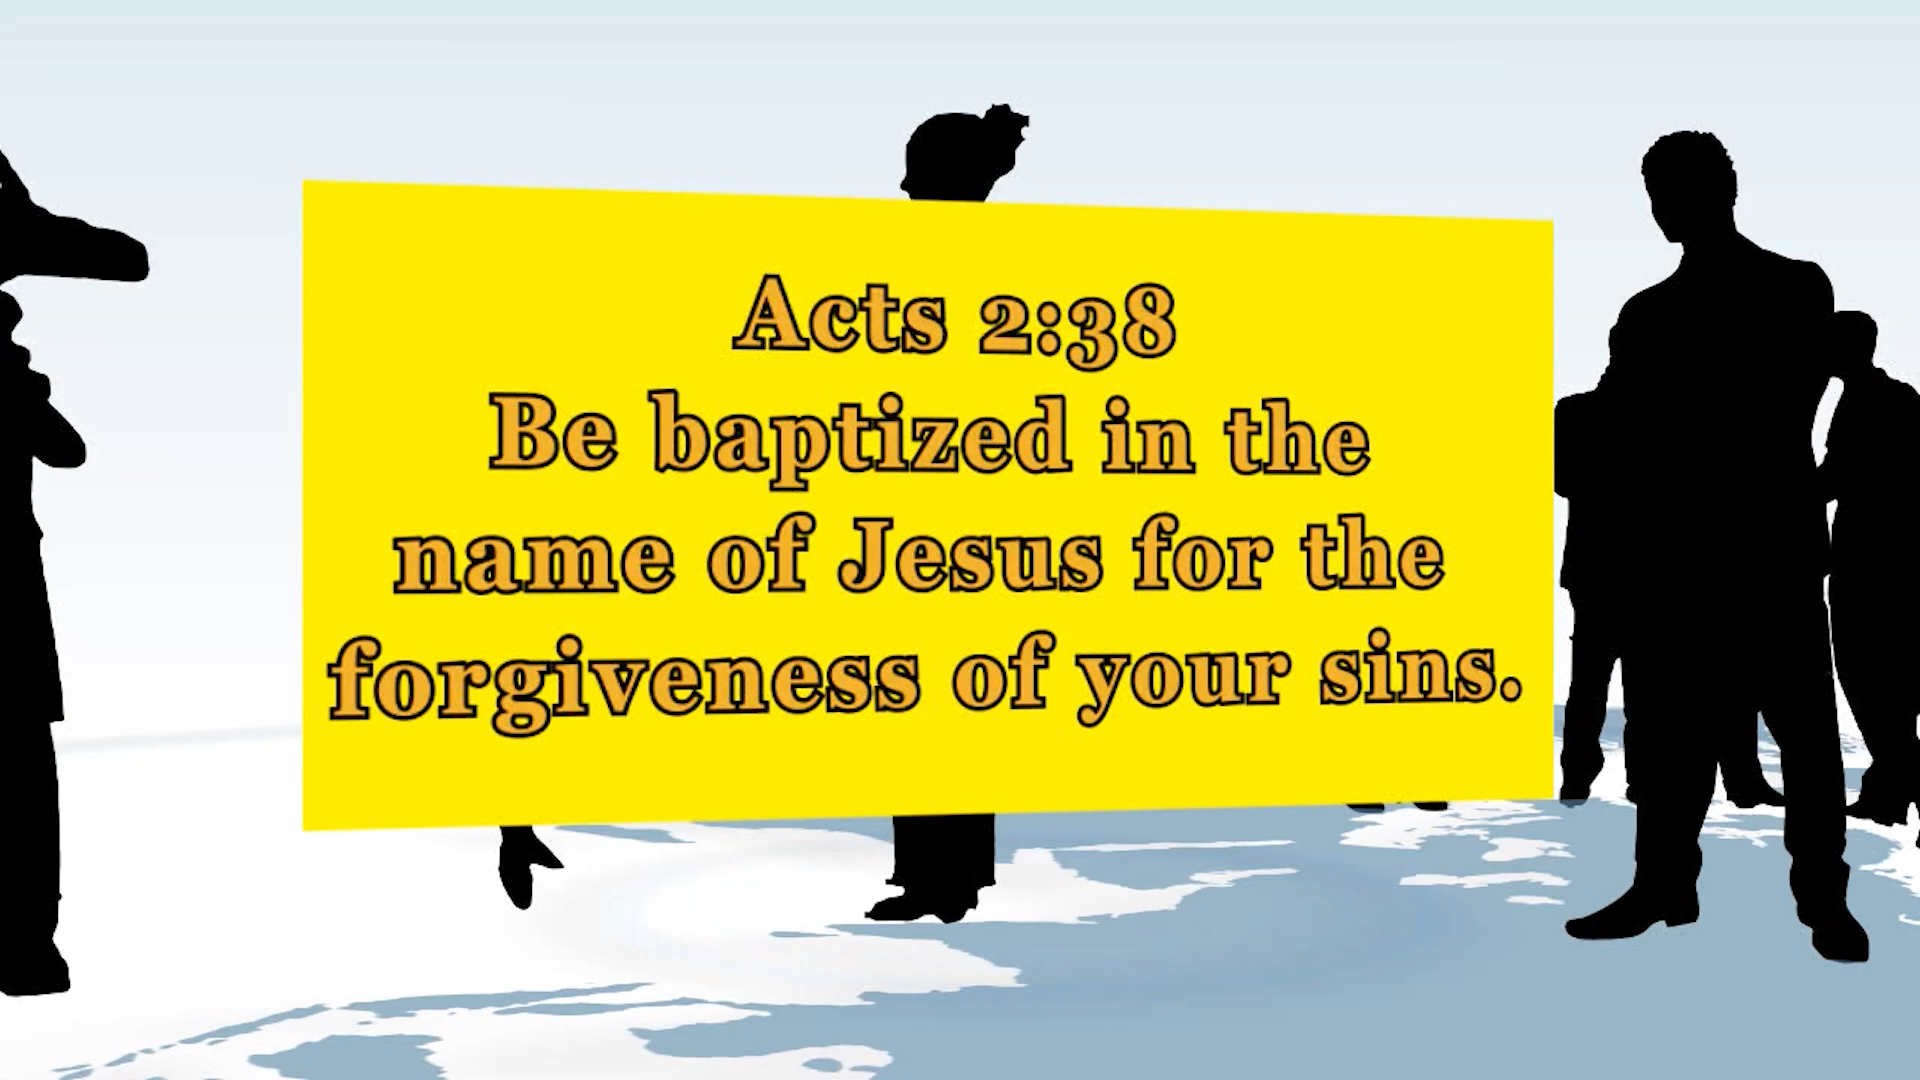 Acts 2:38
Be baptized in the
name of Jesus for the
forgiveness of your sins.